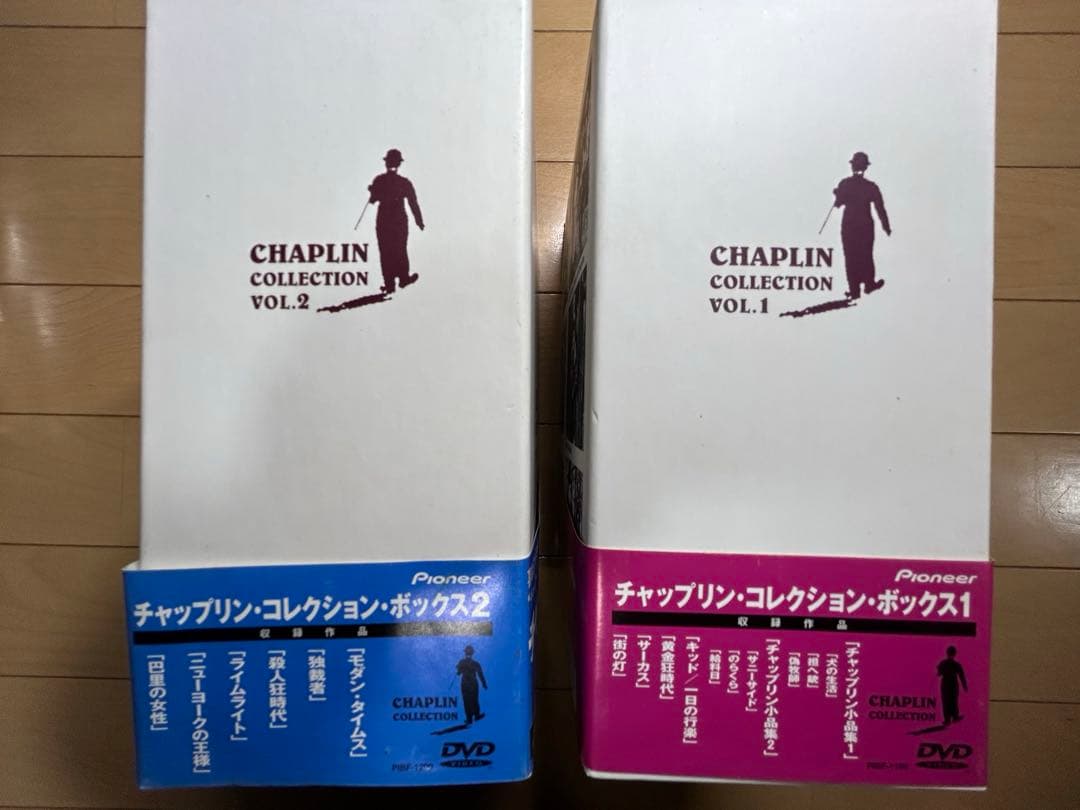 CHAPLIN
COLLECTION
VOL.2
Pioneer
チャップリン・コレクション・ボックス2
収録作品
「モダン・タイムス」
「独裁者」
「殺人狂時代」
「ライムライト」
「ニューヨークの王様」
「巴里の女性」
CHAPLIN
COLLECTION
DVD
VIDEO
CHAPLIN
COLLECTION
VOL.1
Pioneer
チャップリン・コレクション・ボックス1
収録作品
「チャップリン小品集1」
「犬の生活」
「担へ銃」
「偽牧師」
「チャップリン小品集2」
「サニーサイド」
「のらくら」
「給料日」
「キッド／一日の行楽」
「黄金狂時代」
「サーカス」
「街の灯」
CHAPLIN
COLLECTION
DVD
VIDEO